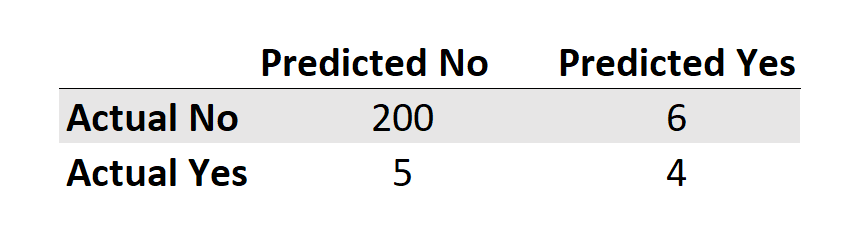 Predicted No Predicted Yes
Actual No 200 6
Actual Yes 5 4